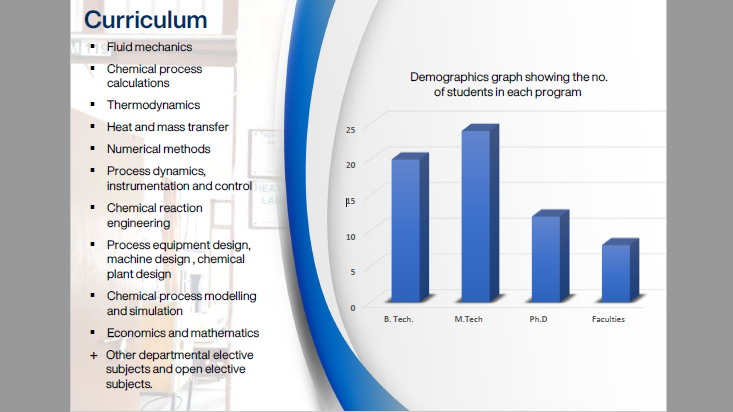 Curriculum
▪ Fluid mechanics
▪ Chemical process
calculations
▪ Thermodynamics
▪ Heat and mass transfer
▪ Numerical methods
▪ Process dynamics,
instrumentation and control
▪ Chemical reaction
engineering
▪ Process equipment design,
machine design , chemical
plant design
▪ Chemical process modelling
and simulation
▪ Economics and mathematics
+ Other departmental elective
subjects and open elective
subjects.
Demographics graph showing the no.
of students in each program
25
20
15
10
5
0
B. Tech. M.Tech Ph.D Faculties